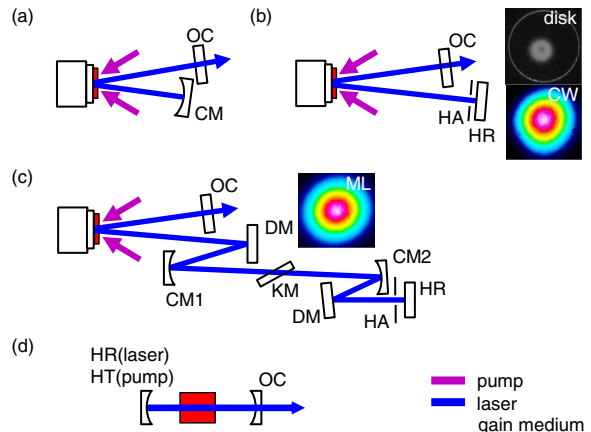 (a)
OC
CM
(b)
OC
HA
HR
disk
CW
(c)
OC
DM
ML
CM1
KM
CM2
DM
HA
HR
(d)
HR(laser)
HT(pump)
OC
pump
laser
gain medium